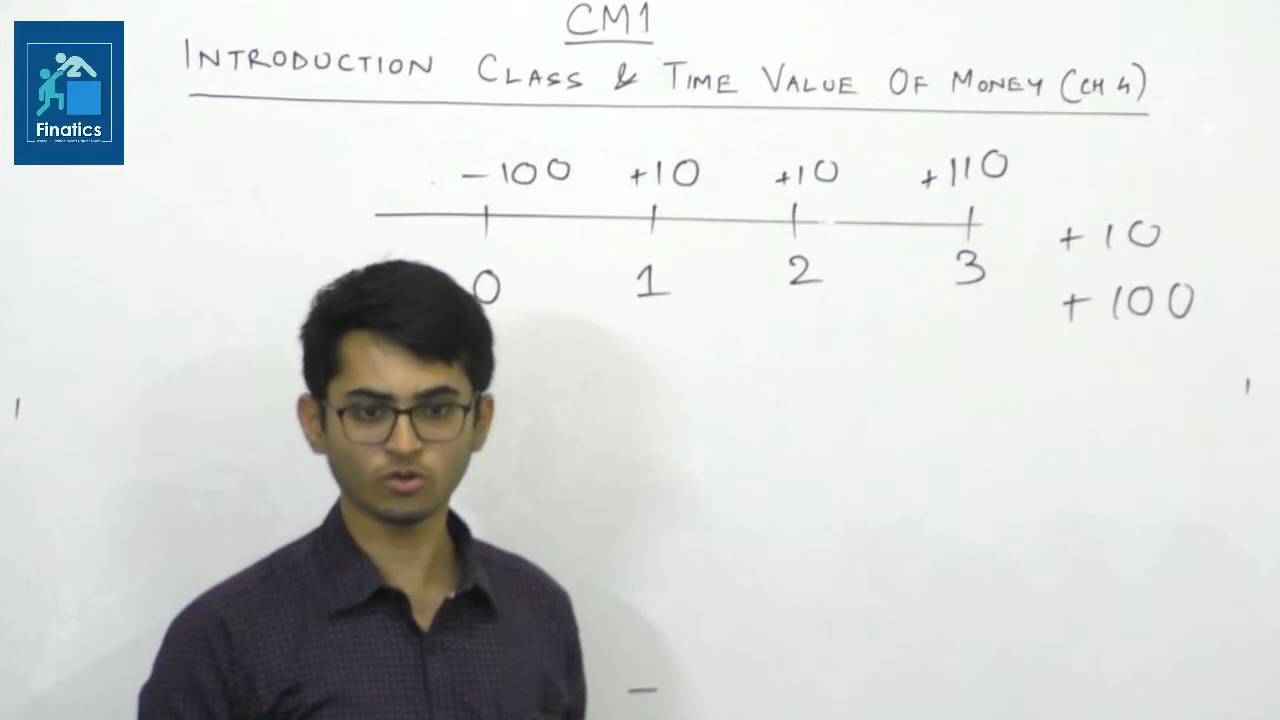 CM1
INTRODUCTION CLASS & TIME VALUE OF MONEY (CH 4)
Finatics
-100 +10 +10 +110
0 1 2 3
+10
+100